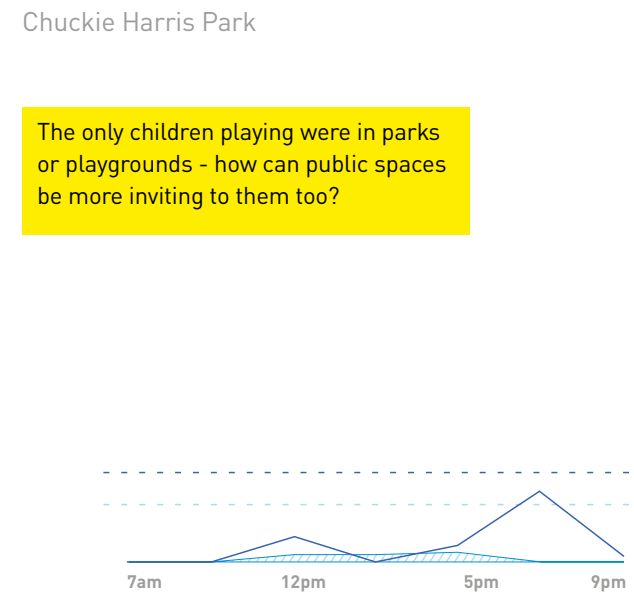 Chuckie Harris Park
The only children playing were in parks
or playgrounds - how can public spaces
be more inviting to them too?
7am 12pm 5pm 9pm